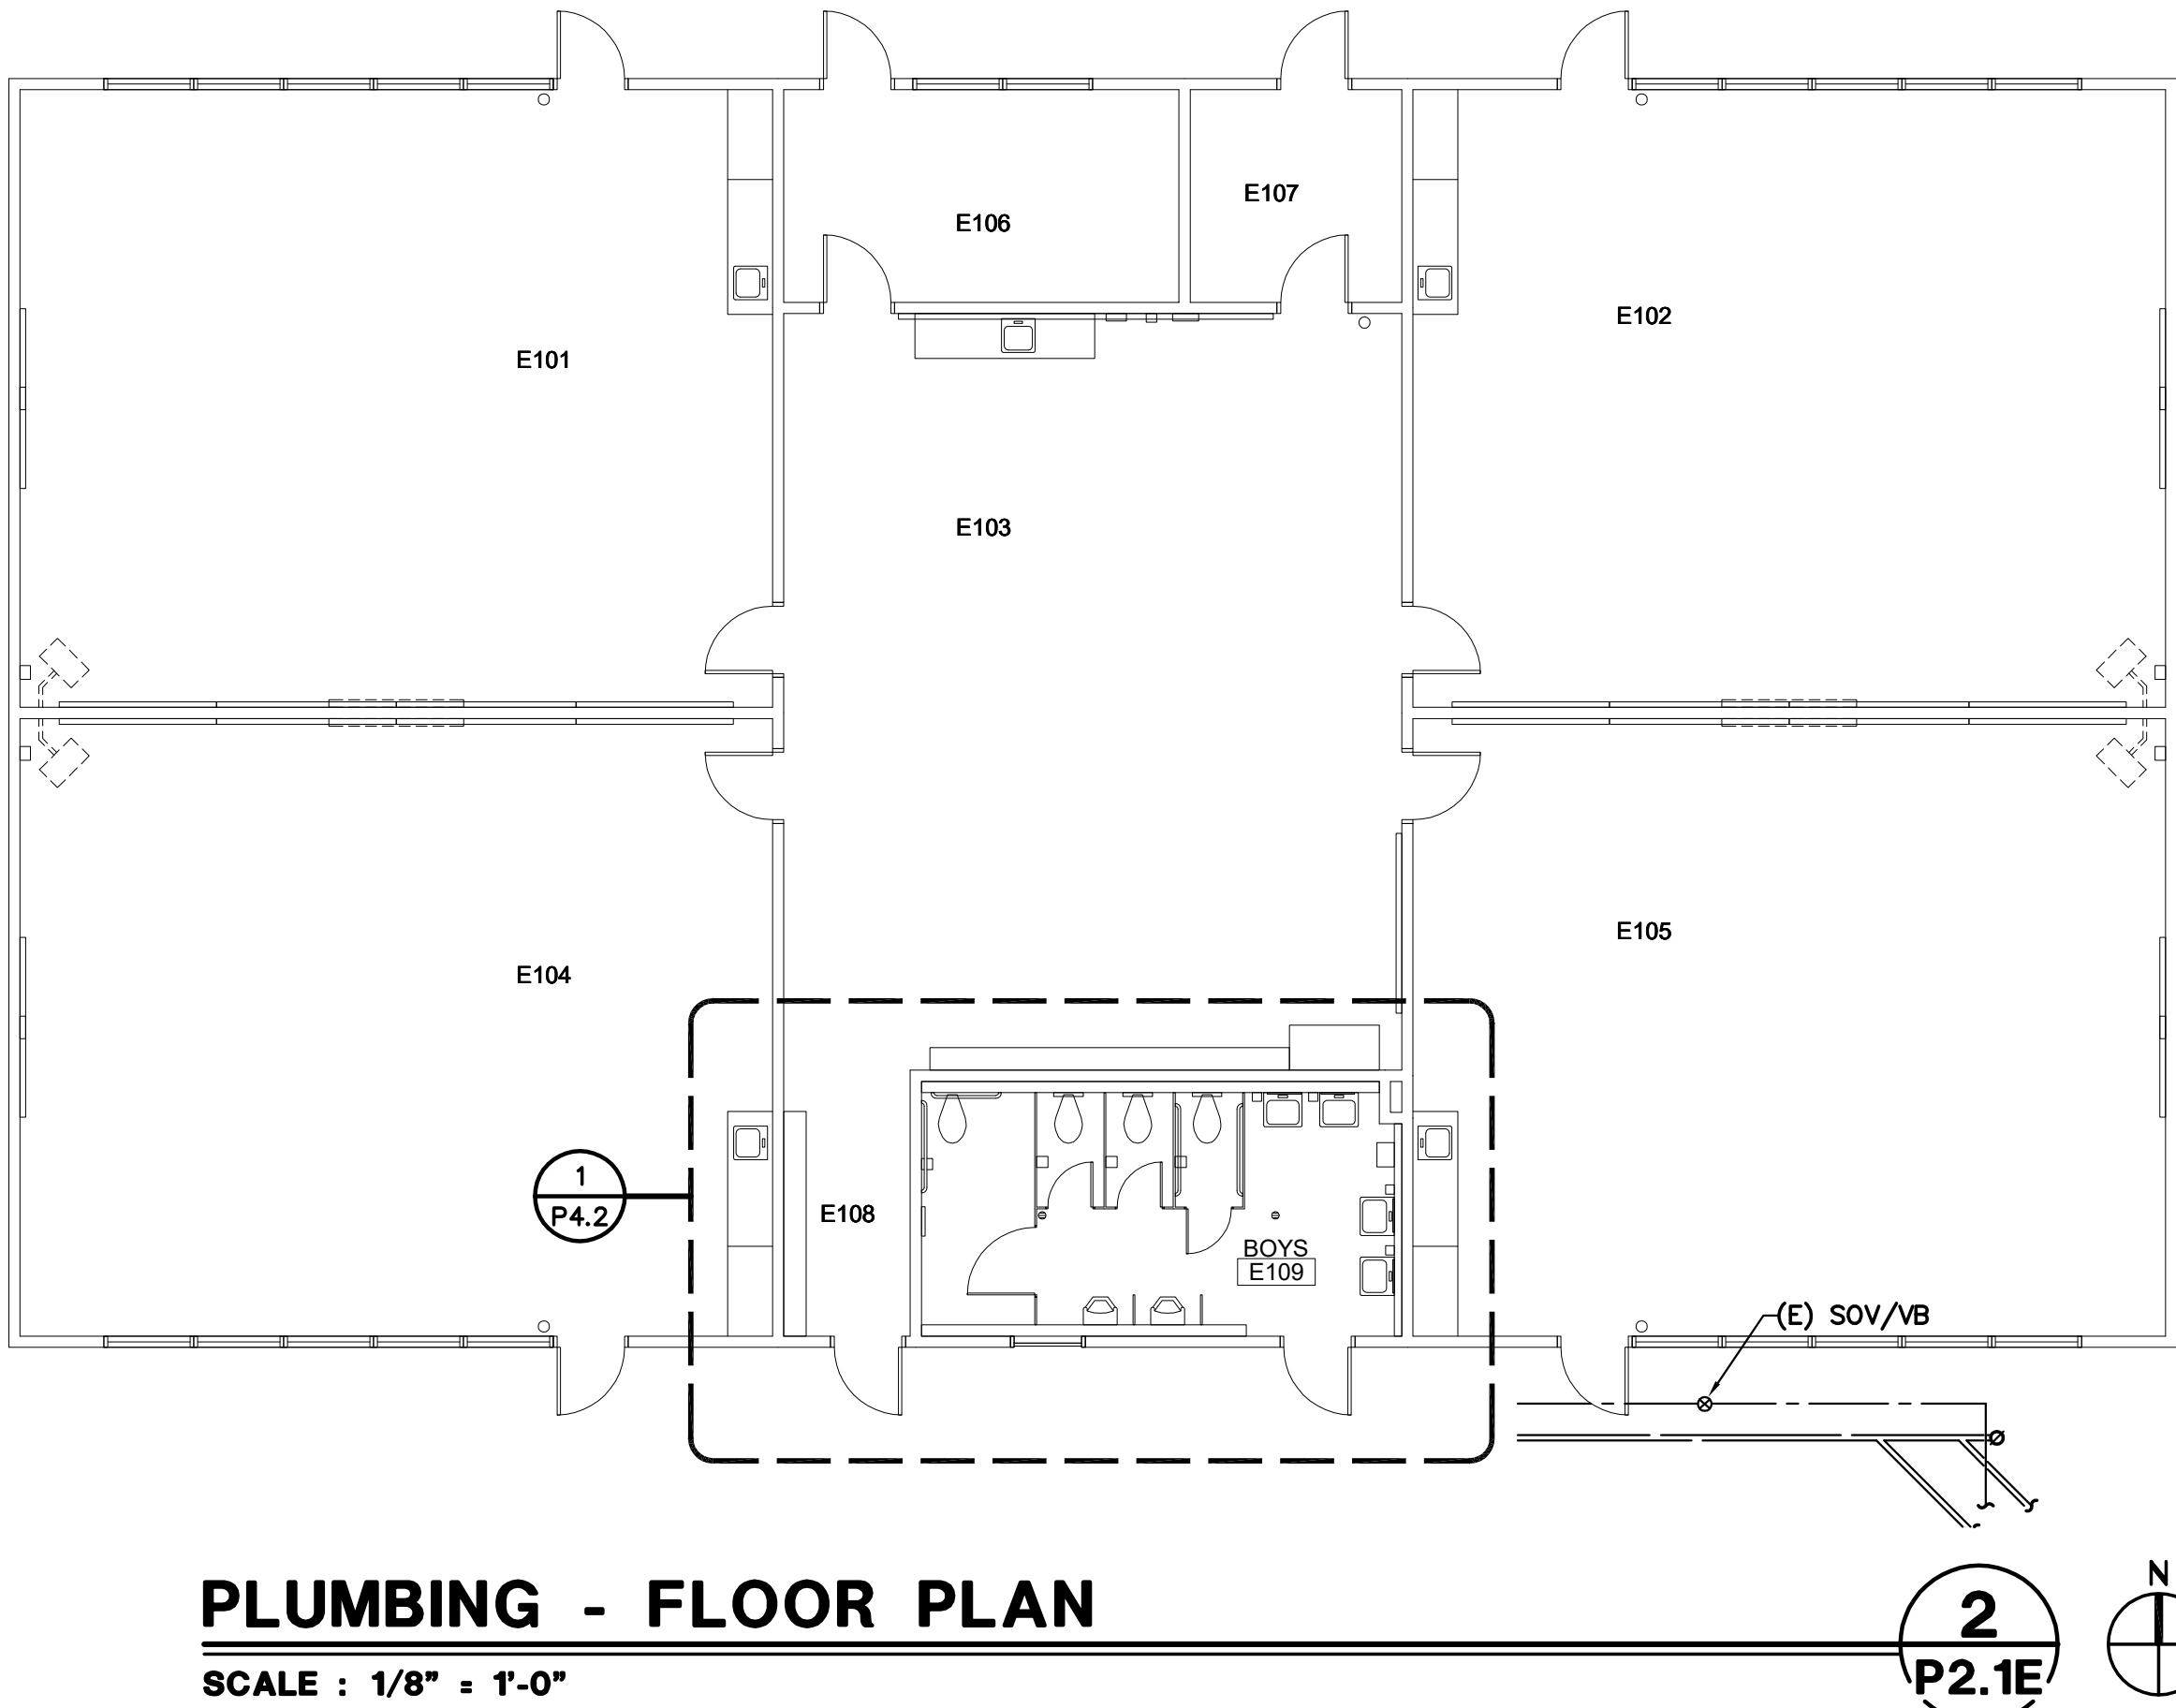 E107
E106
E102
E101
E103
E105
E104
1
P4.2
E108
BOYS
E109
(E) SOV/VB
PLUMBING - FLOOR PLAN
2
P2.1E
N
SCALE : 1/8" = 1'-0"